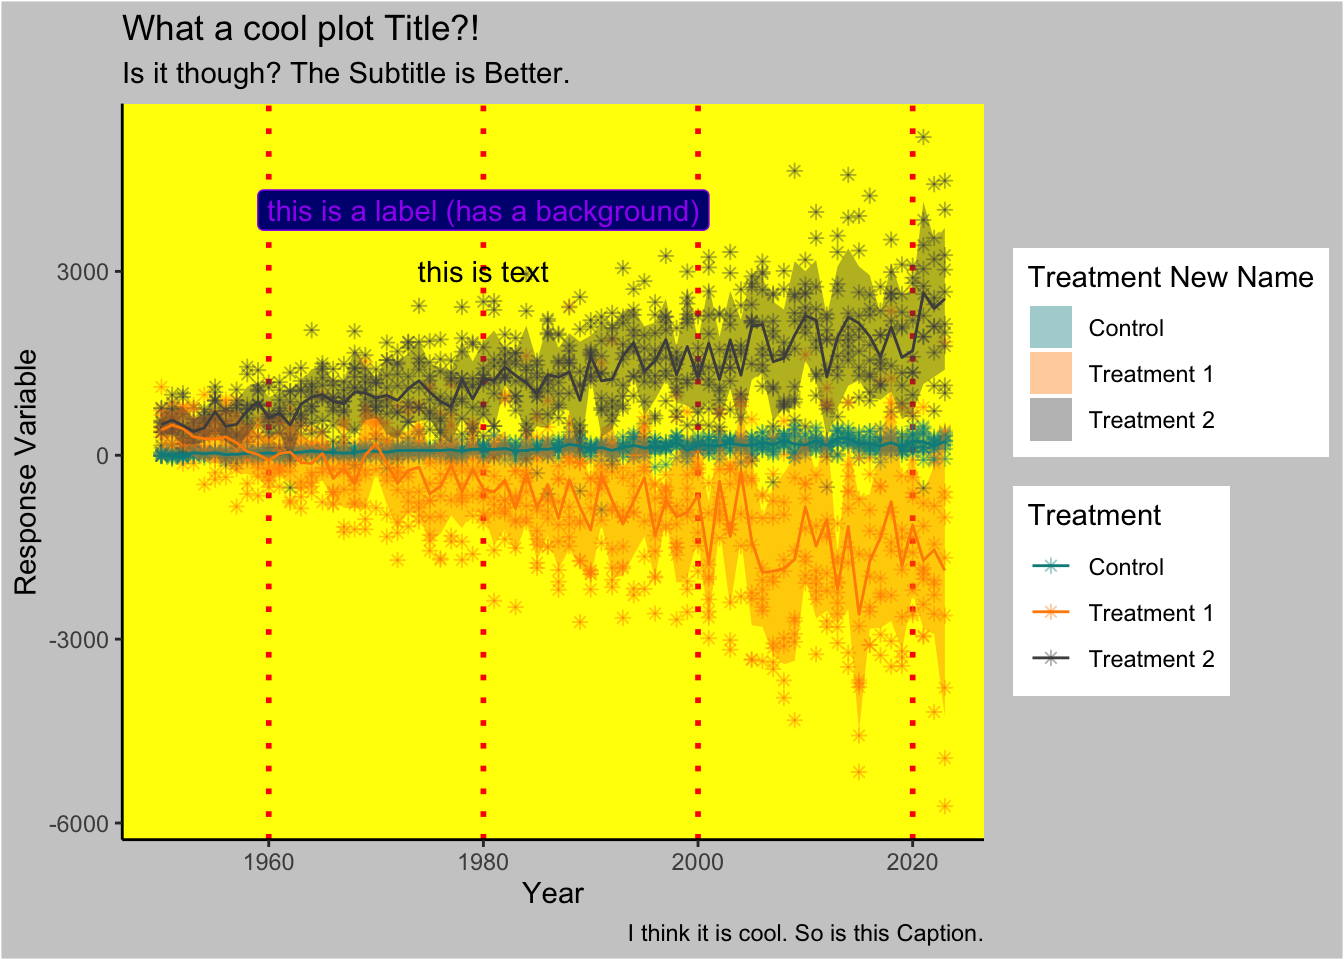 What a cool plot Title?!
Is it though? The Subtitle is Better.
this is a label (has a background)
this is text
3000
0
-3000
-6000
Response Variable
1960
1980
2000
2020
Year
I think it is cool. So is this Caption.
Treatment New Name
Control
Treatment 1
Treatment 2
Treatment
Control
Treatment 1
Treatment 2